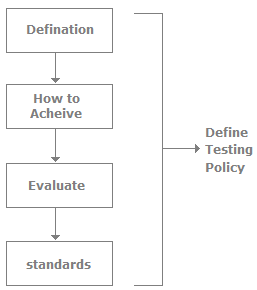 Defination
How to
Acheive
Evaluate
standards
Define
Testing
Policy